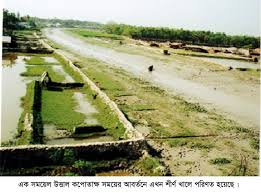 এক সময়েল উত্তাল কপোতাক্ষ সময়ের আবর্তনে এখন শীর্ণ খালে পরিণত হয়েছে ।